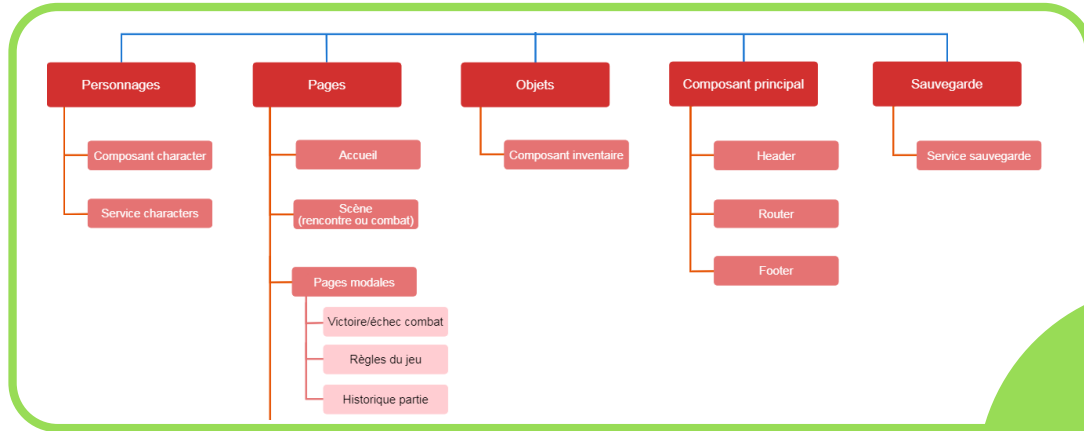 Personnages
Pages
Objets
Composant principal
Sauvegarde
Composant character
Accueil
Composant inventaire
Header
Service sauvegarde
Service characters
Scène
(rencontre ou combat)
Router
Pages modales
Footer
Victoire/échec combat
Règles du jeu
Historique partie